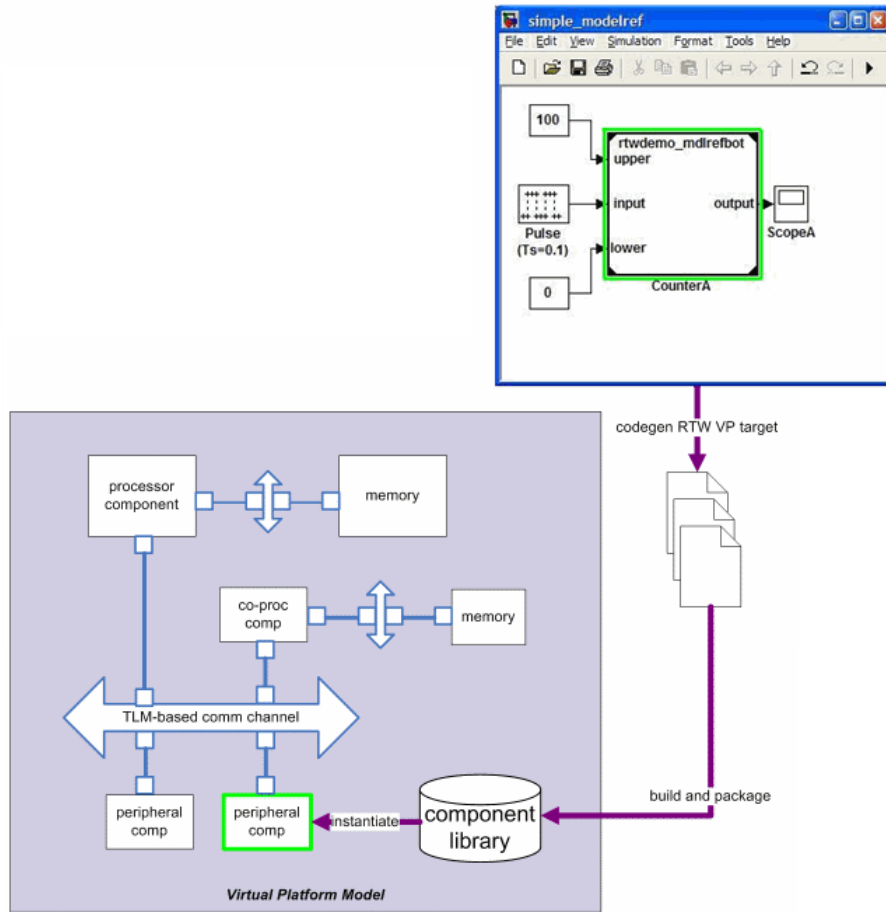 simple_modelref
File Edit View Simulation Format Tools Help
100
rtwdemo_mdlrefbot
upper
input
output
Pulse
(Ts=0.1)
ScopeA
lower
0
CounterA
codegen RTW VP target
processor
component
memory
co-proc
comp
memory
TLM-based comm channel
peripheral
comp
peripheral
comp
instantiate
component
library
build and package
Virtual Platform Model